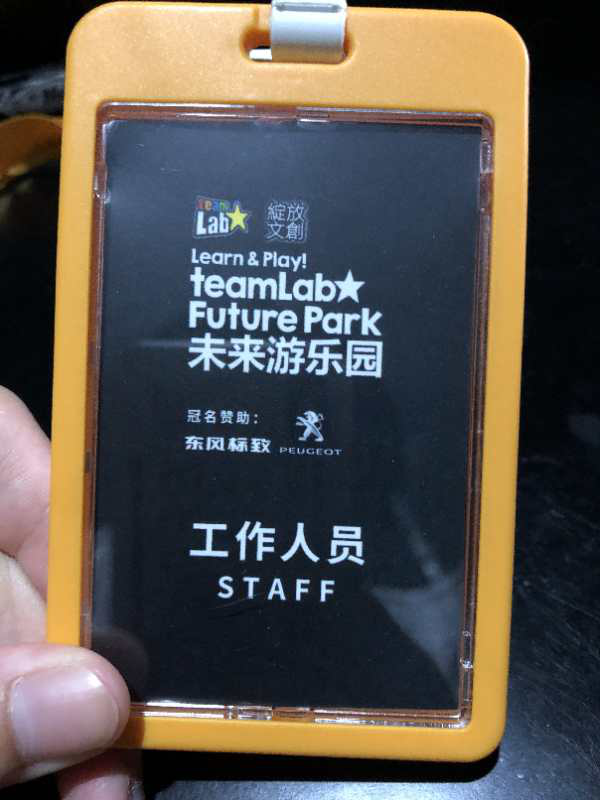 team Lab★ 綻放
文創
Learn & Play!
teamLab★
Future Park
未来游乐园
冠名赞助：
东风标致 PEUGEOT
工作人员
STAFF